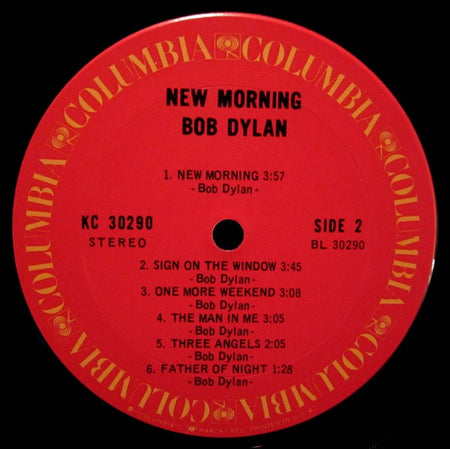 COLUMBIA COLUMBIA COLUMBIA COLUMBIA COLUMBIA COLUMBIA
NEW MORNING
BOB DYLAN
1. NEW MORNING 3:57
-Bob Dylan-
KC 30290
STEREO
SIDE 2
BL 30290
2. SIGN ON THE WINDOW 3:45
-Bob Dylan-
3. ONE MORE WEEKEND 3:08
-Bob Dylan-
4. THE MAN IN ME 3:05
-Bob Dylan-
5. THREE ANGELS 2:05
-Bob Dylan-
6. FATHER OF NIGHT 1:28
-Bob Dylan-